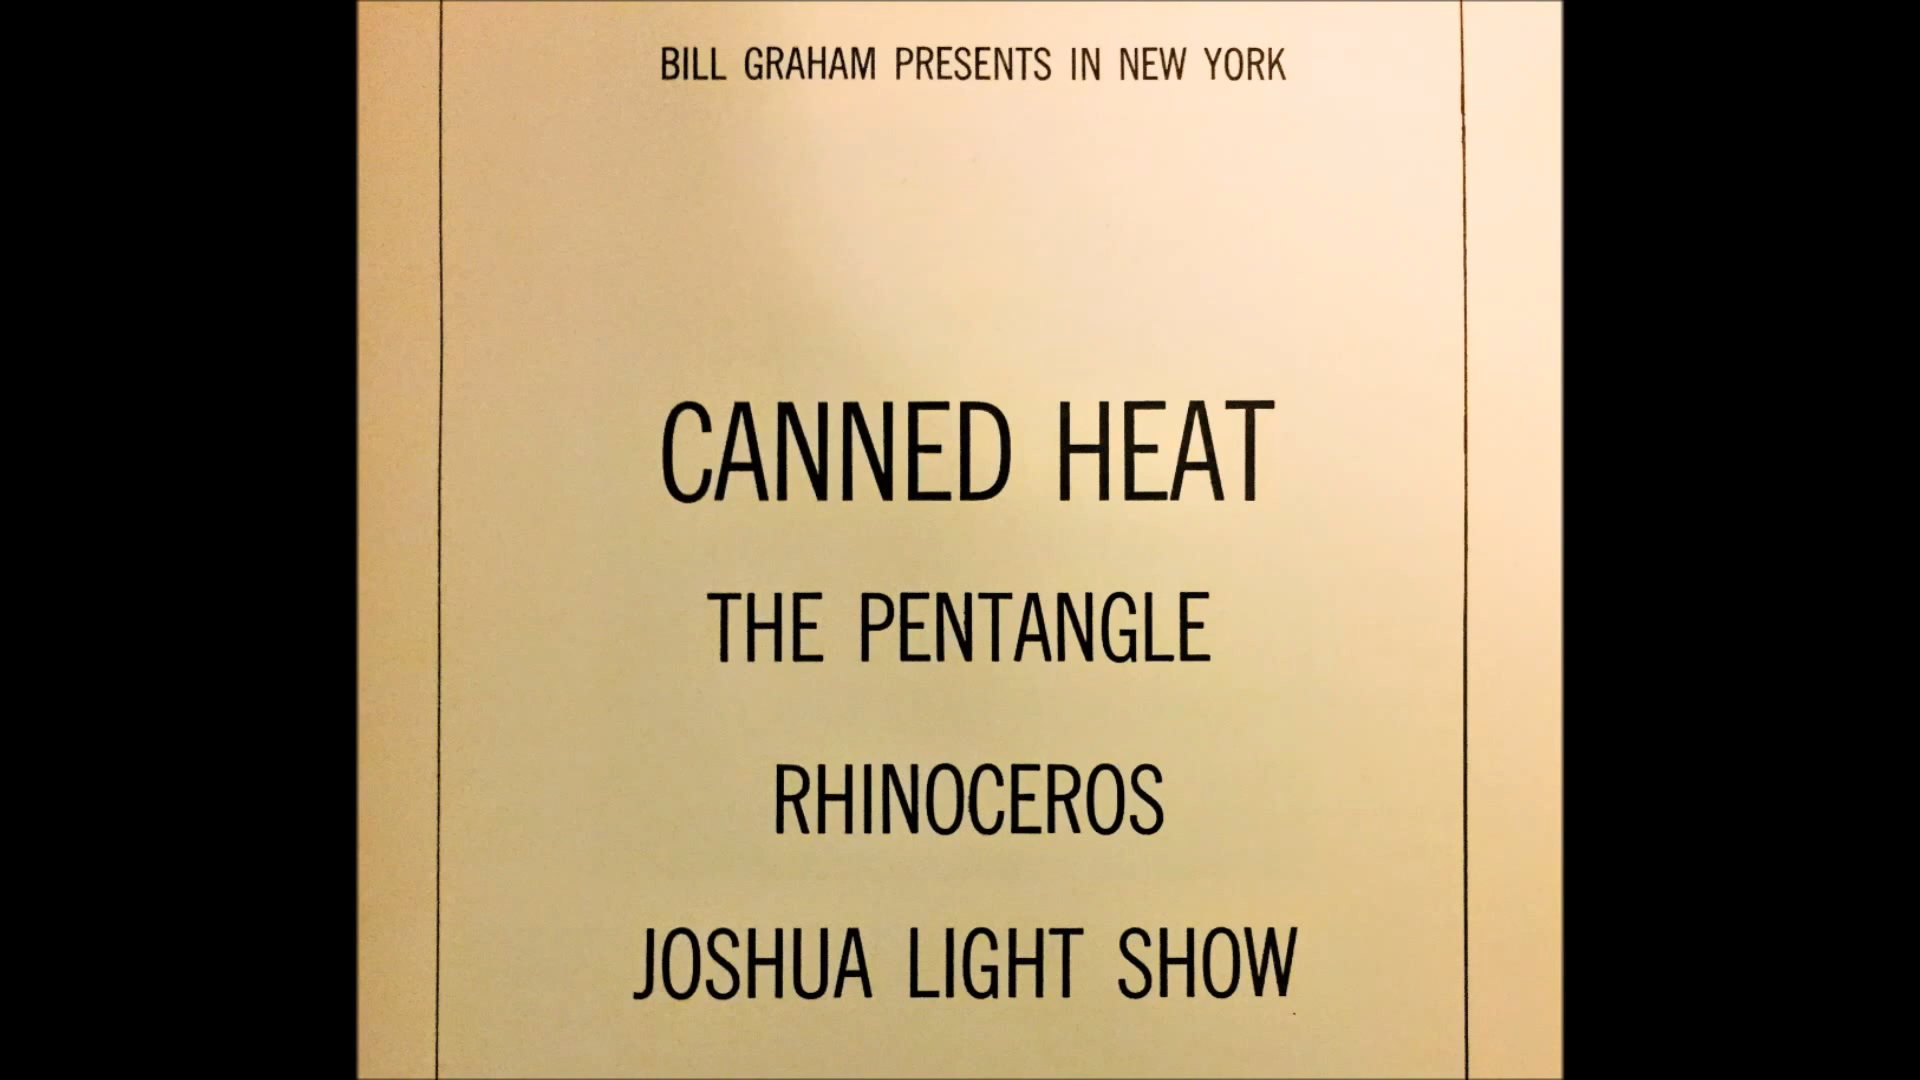 BILL GRAHAM PRESENTS IN NEW YORK
CANNED HEAT
THE PENTANGLE
RHINOCEROS
JOSHUA LIGHT SHOW